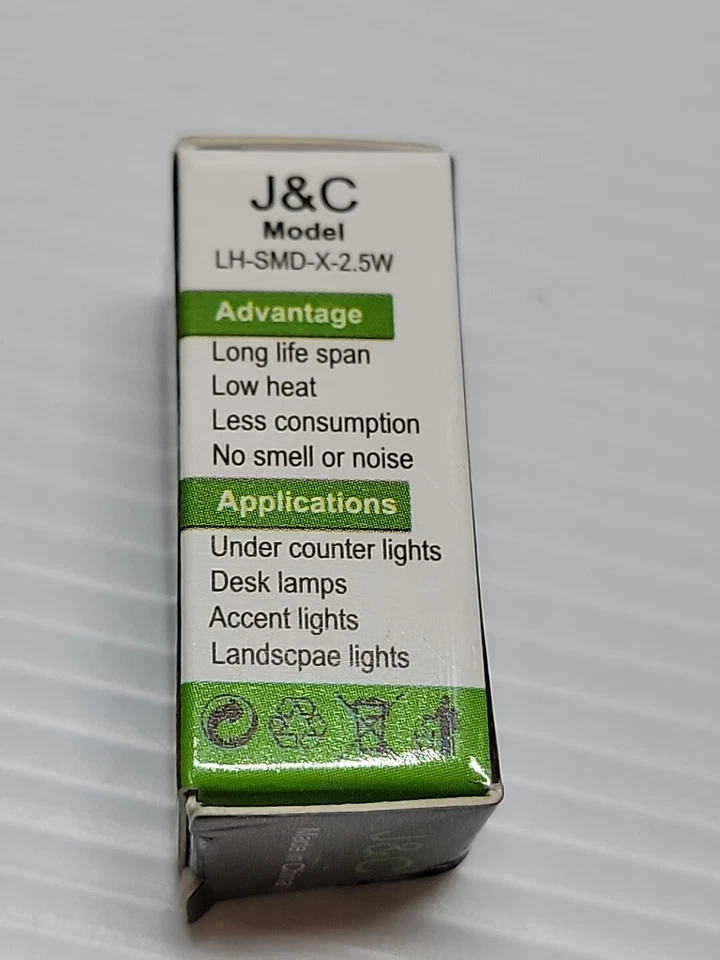 J&C
Model
LH-SMD-X-2.5W
Advantage
Long life span
Low heat
Less consumption
No smell or noise
Applications
Under counter lights
Desk lamps
Accent lights
Landscpae lights
J&C
Made in China